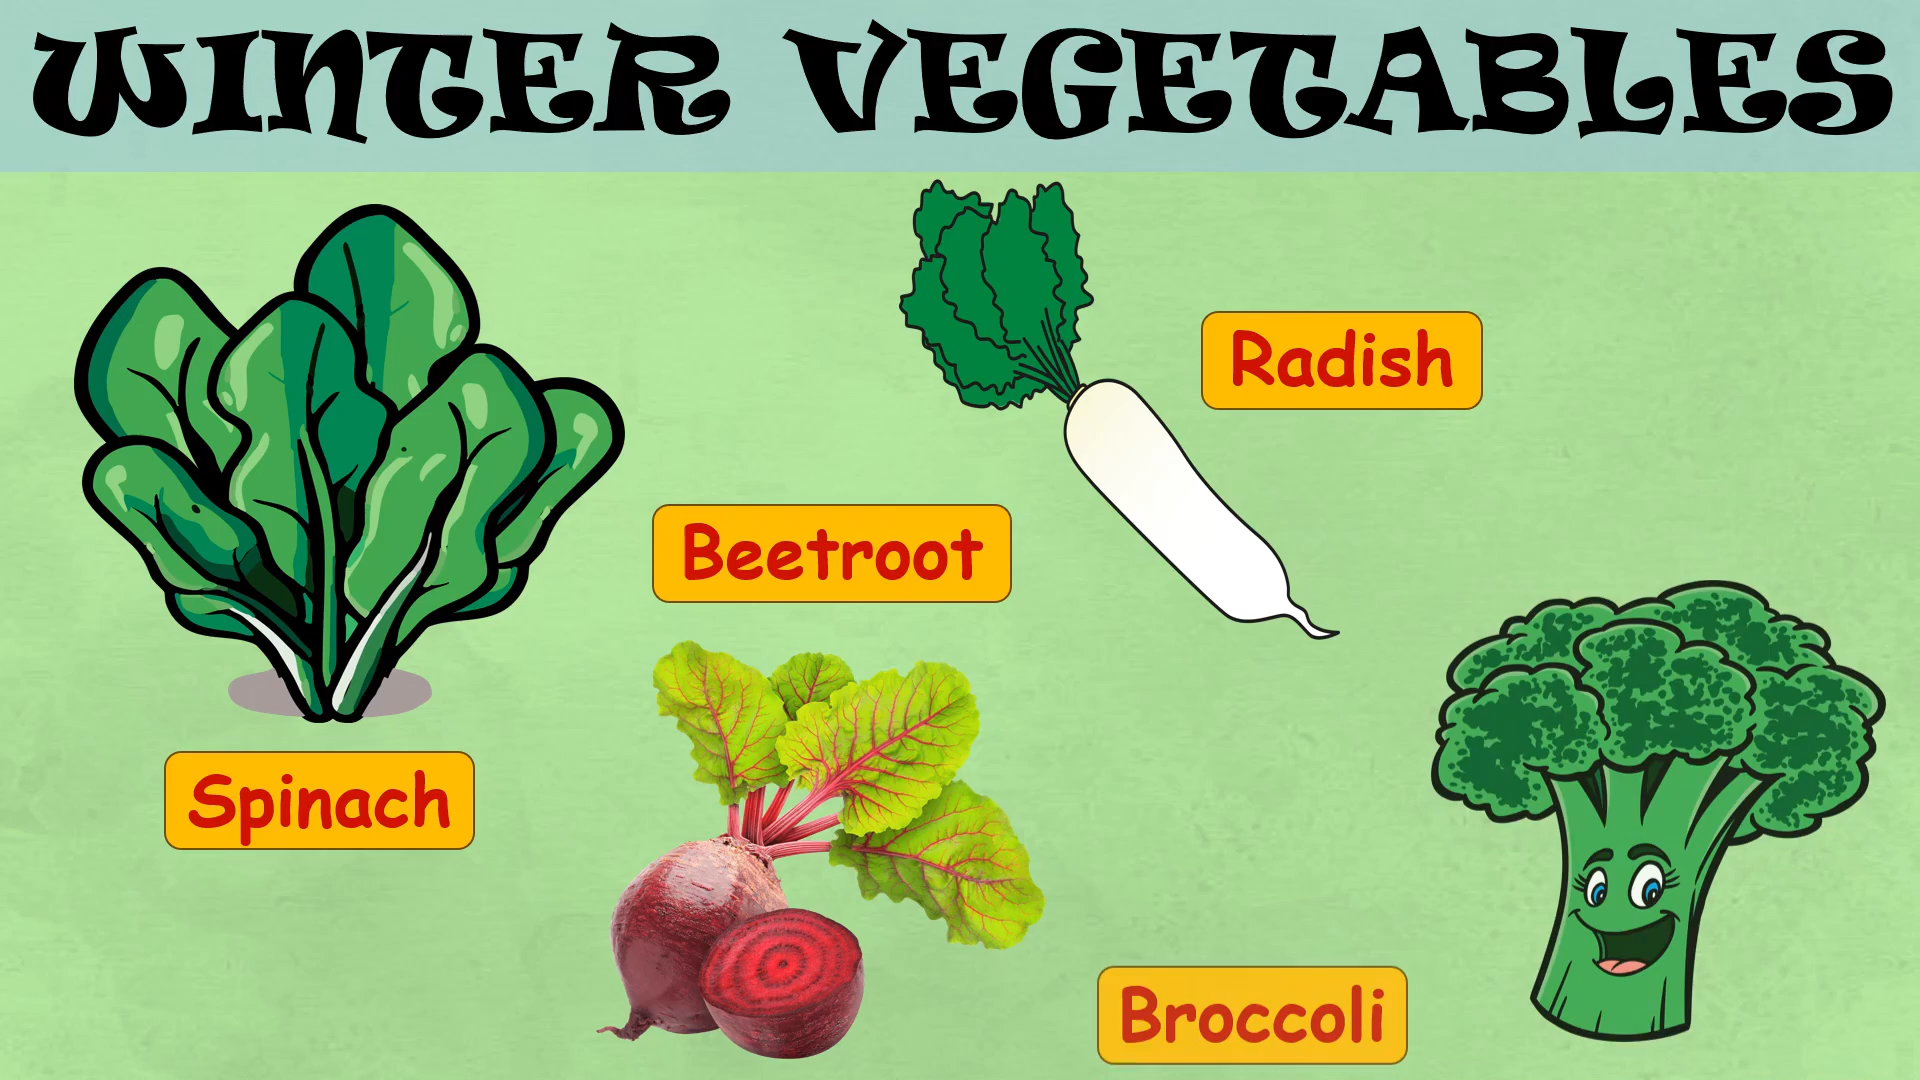 WINTER VEGETABLES
Radish
Beetroot
Spinach
Broccoli